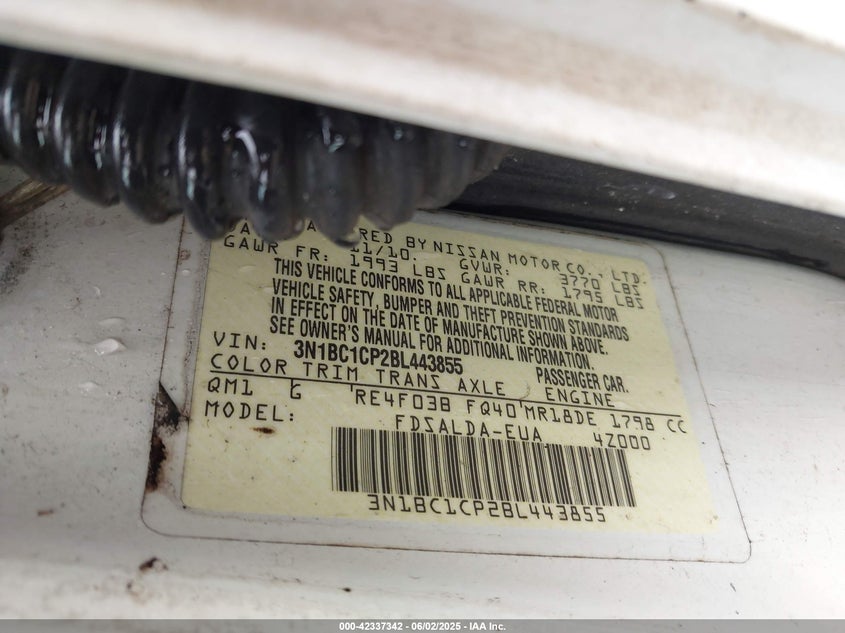 RED BY NISSAN MOTOR CO., LTD.
11/10. GVWR: 3770 LBS
GAWR FR: 1993 LBS GAWR RR: 1795 LBS
THIS VEHICLE CONFORMS TO ALL APPLICABLE FEDERAL MOTOR
VEHICLE SAFETY, BUMPER AND THEFT PREVENTION STANDARDS
IN EFFECT ON THE DATE OF MANUFACTURE SHOWN ABOVE.
SEE OWNER'S MANUAL FOR ADDITIONAL INFORMATION.
VIN: 3N1BC1CP2BL443855 PASSENGER CAR.
COLOR TRIM TRANS AXLE ENGINE
QM1 G RE4F03B FQ40 MR18DE 1798 CC
MODEL: FDSALDA-EUA 4Z000
3N1BC1CP2BL443855
000-42337342 - 06/02/2025 - IAA Inc.